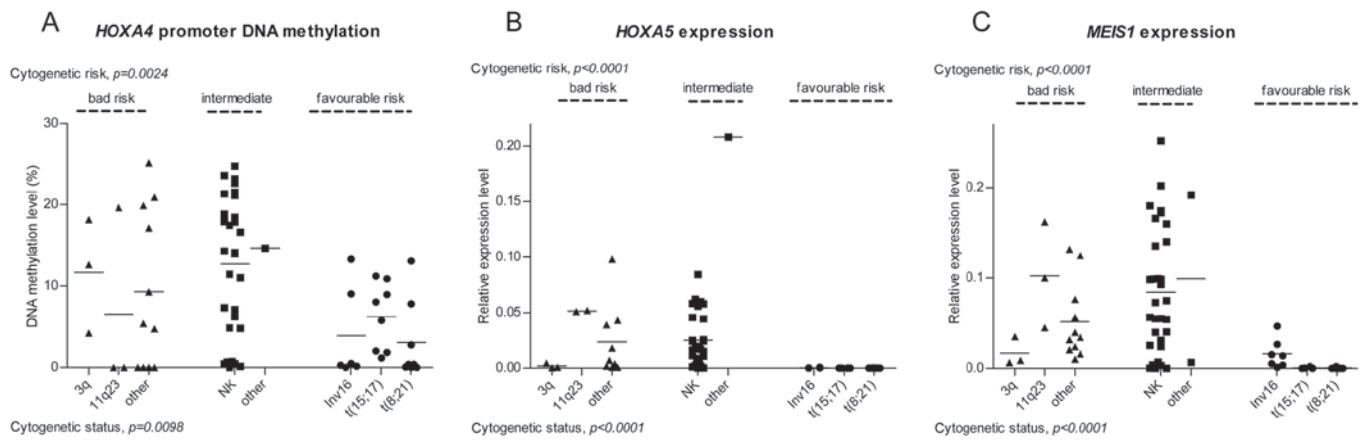 A
HOXA4 promoter DNA methylation
Cytogenetic risk, p=0.0024
bad risk
intermediate
favourable risk
DNA methylation level (%)
30
20
10
0
3q
11q23
other
NK
other
Inv16
t(15;17)
t(8;21)
Cytogenetic status, p=0.0098
B
HOXA5 expression
Cytogenetic risk, p<0.0001
bad risk
intermediate
favourable risk
Relative expression level
0.20
0.15
0.10
0.05
0.00
3q
11q23
other
NK
other
Inv16
t(15;17)
t(8;21)
Cytogenetic status, p<0.0001
C
MEIS1 expression
Cytogenetic risk, p<0.0001
bad risk
intermediate
favourable risk
Relative expression level
0.2
0.1
0.0
3q
11q23
other
NK
other
Inv16
t(15;17)
t(8;21)
Cytogenetic status, p<0.0001